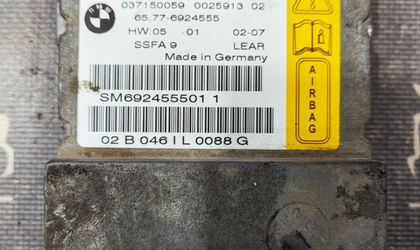 BMW
037150059 0025913 02
65.77-6924555
HW:05 01 02-07
SSFA 9 LEAR
Made in Germany
AIRBAG
SM692455501 1
02 B 046 I L 0088 G